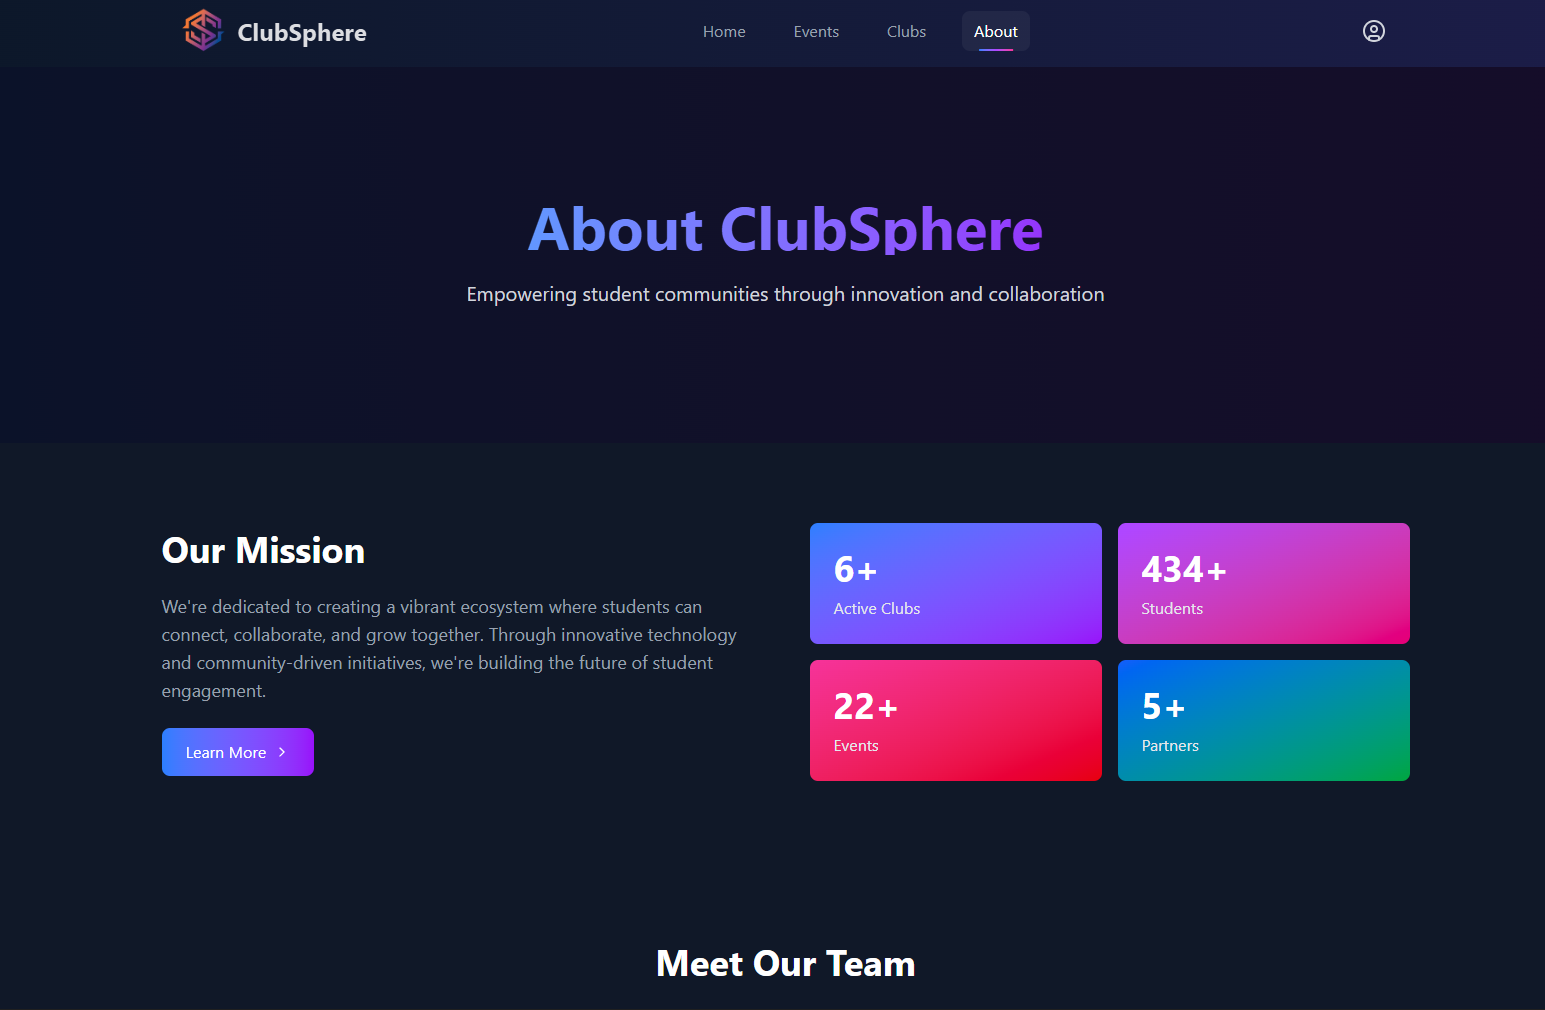 ClubSphere
Home
Events
Clubs
About
About ClubSphere
Empowering student communities through innovation and collaboration
Our Mission
We're dedicated to creating a vibrant ecosystem where students can
connect, collaborate, and grow together. Through innovative technology
and community-driven initiatives, we're building the future of student
engagement.
Learn More
6+
Active Clubs
434+
Students
22+
Events
5+
Partners
Meet Our Team